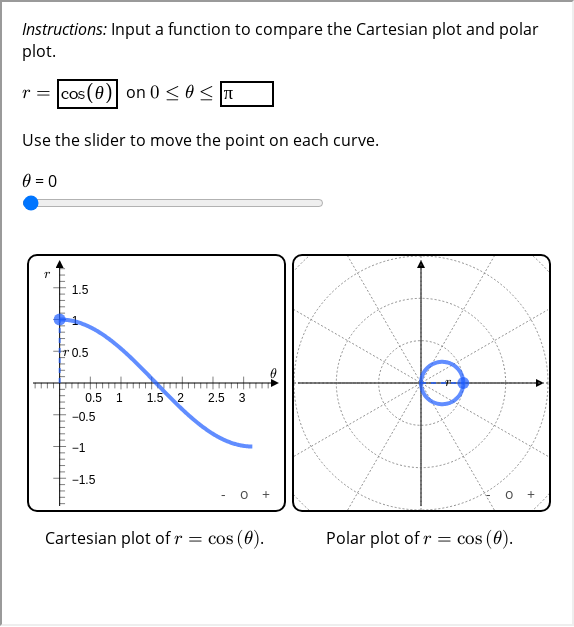 Instructions: Input a function to compare the Cartesian plot and polar
plot.
r = cos(θ) on 0 ≤ θ ≤ π
Use the slider to move the point on each curve.
θ = 0
r
1.5
1
r 0.5
θ
0.5 1 1.5 2 2.5 3
−0.5
−1
−1.5
- o +
r
- o +
Cartesian plot of r = cos (θ).
Polar plot of r = cos (θ).